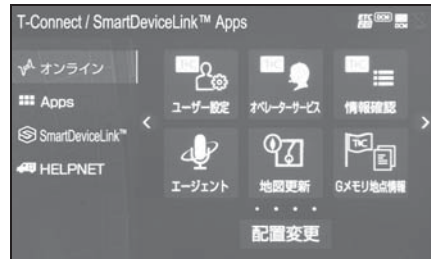 T-Connect / SmartDeviceLink™ Apps
オンライン
Apps
SmartDeviceLink™
HELPNET
ユーザー設定
オペレーターサービス
情報確認
エージェント
地図更新
Gメモリ地点情報
配置変更